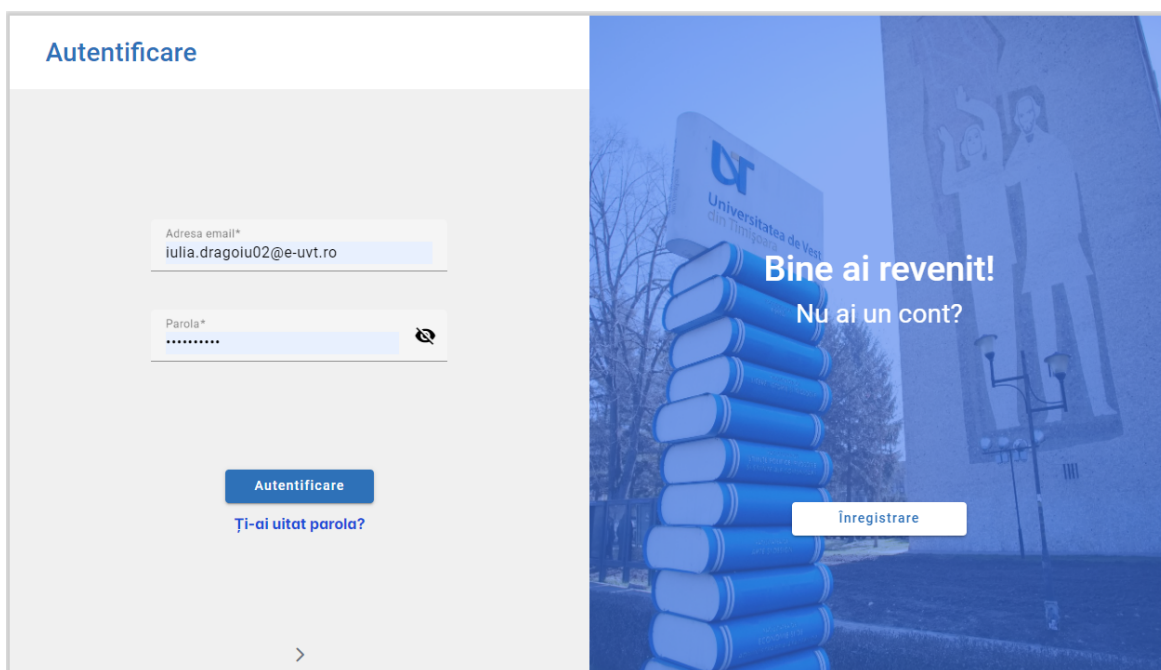 Autentificare
Adresa email*
iulia.dragoiu02@e-uvt.ro
Parola*
••••••••••
Autentificare
Ți-ai uitat parola?
Universitatea de Vest
din Timișoara
Bine ai revenit!
Nu ai un cont?
Înregistrare